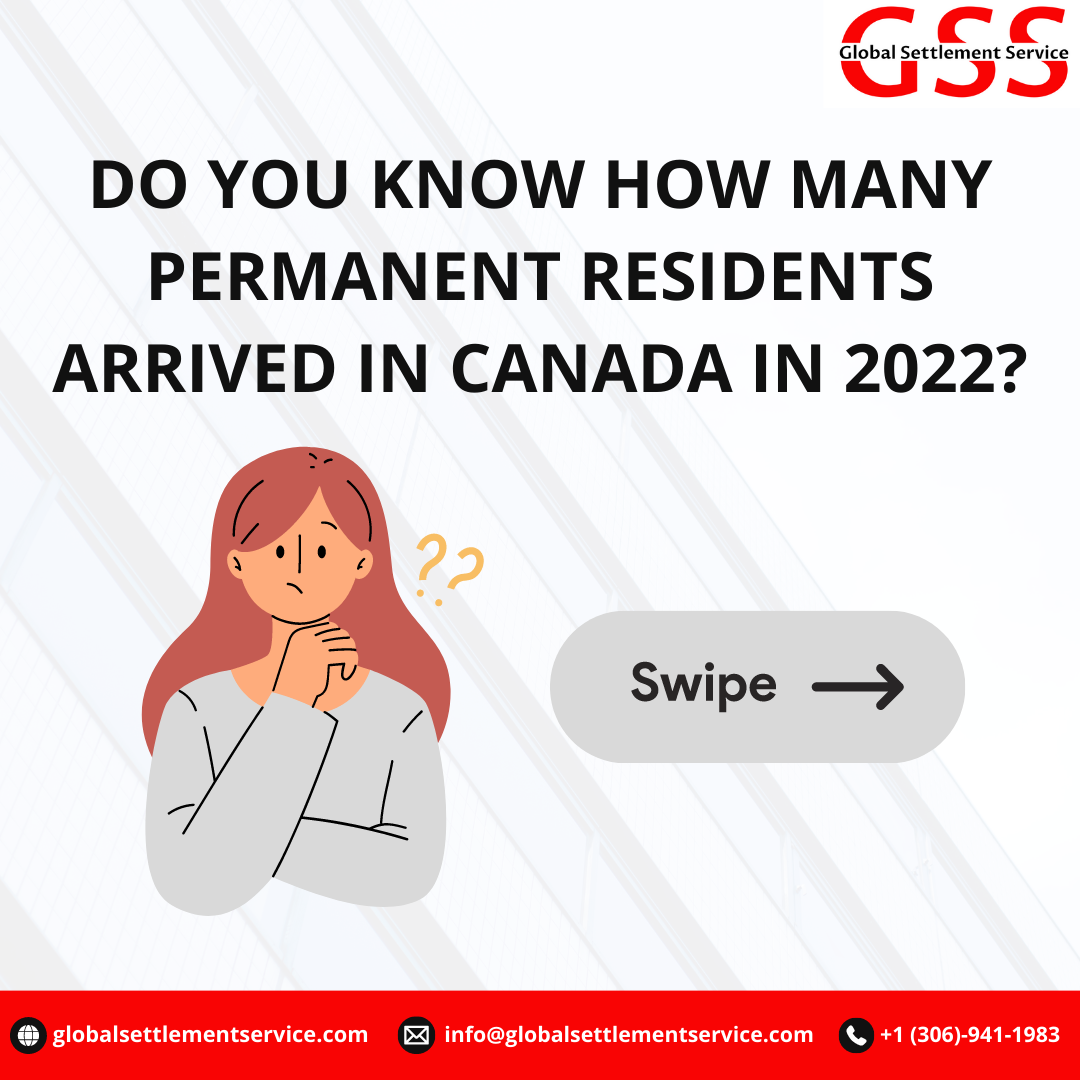 GSS
Global Settlement Service
DO YOU KNOW HOW MANY
PERMANENT RESIDENTS
ARRIVED IN CANADA IN 2022?
??
Swipe →
globalsettlementservice.com
info@globalsettlementservice.com
+1 (306)-941-1983